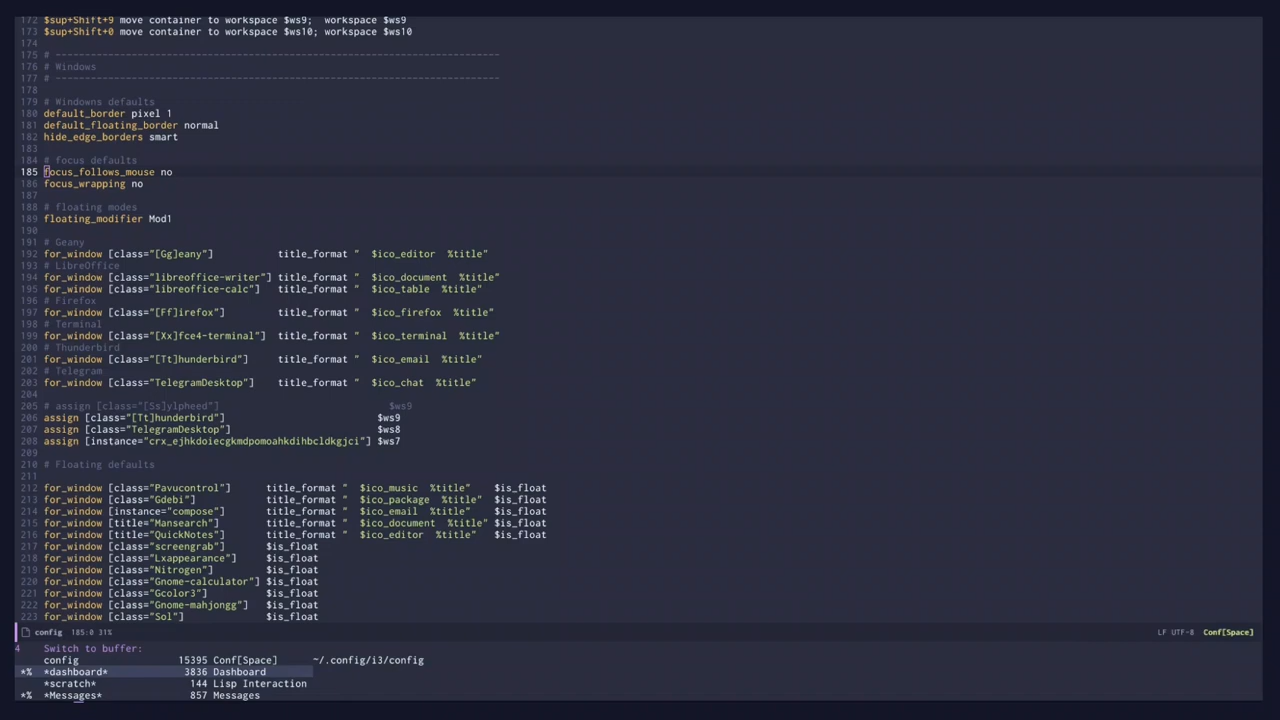 172 $sup+Shift+9 move container to workspace $ws9;  workspace $ws9
173 $sup+Shift+0 move container to workspace $ws10; workspace $ws10
174
175 # ----------------------------------------------------------------------------
176 # Windows
177 # ----------------------------------------------------------------------------
178
179 # Windowns defaults
180 default_border pixel 1
181 default_floating_border normal
182 hide_edge_borders smart
183
184 # focus defaults
185 focus_follows_mouse no
186 focus_wrapping no
187
188 # floating modes
189 floating_modifier Mod1
190
191 # Geany
192 for_window [class="[Gg]eany"]           title_format "  $ico_editor  %title"
193 # LibreOffice
194 for_window [class="libreoffice-writer"] title_format "  $ico_document  %title"
195 for_window [class="libreoffice-calc"]   title_format "  $ico_table  %title"
196 # Firefox
197 for_window [class="[Ff]irefox"]         title_format "  $ico_firefox  %title"
198 # Terminal
199 for_window [class="[Xx]fce4-terminal"]  title_format "  $ico_terminal  %title"
200 # Thunderbird
201 for_window [class="[Tt]hunderbird"]     title_format "  $ico_email  %title"
202 # Telegram
203 for_window [class="TelegramDesktop"]    title_format "  $ico_chat  %title"
204
205 # assign [class="[Ss]ylpheed"]                             $ws9
206 assign [class="[Tt]hunderbird"]                          $ws9
207 assign [class="TelegramDesktop"]                         $ws8
208 assign [instance="crx_ejhkdoiecgkmdpomoahkdihbcldkgjci"] $ws7
209
210 # Floating defaults
211
212 for_window [class="Pavucontrol"]      title_format "  $ico_music  %title"    $is_float
213 for_window [class="Gdebi"]            title_format "  $ico_package  %title"  $is_float
214 for_window [instance="compose"]       title_format "  $ico_email  %title"    $is_float
215 for_window [title="Mansearch"]        title_format "  $ico_document  %title" $is_float
216 for_window [title="QuickNotes"]       title_format "  $ico_editor  %title"   $is_float
217 for_window [class="screengrab"]       $is_float
218 for_window [class="Lxappearance"]     $is_float
219 for_window [class="Nitrogen"]         $is_float
220 for_window [class="Gnome-calculator"] $is_float
221 for_window [class="Gcolor3"]          $is_float
222 for_window [class="Gnome-mahjongg"]   $is_float
223 for_window [class="Sol"]              $is_float
config  185:0 31%  LF UTF-8  Conf[Space]
4   Switch to buffer:
config                 15395 Conf[Space]      ~/.config/i3/config
*% *dashboard*             3836 Dashboard
*scratch*                144 Lisp Interaction
*% *Messages*               857 Messages